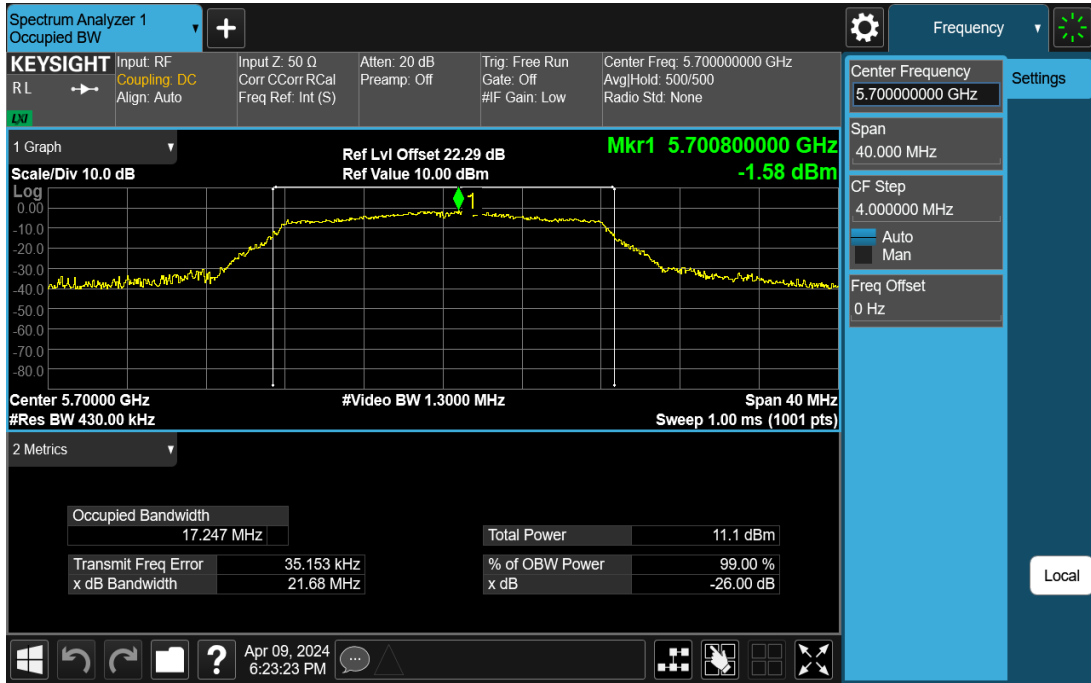 Spectrum Analyzer 1
Occupied BW
+
Frequency
KEYSIGHT
RL
LXI
Input: RF
Coupling: DC
Align: Auto
Input Z: 50 Ω
Corr CCorr RCal
Freq Ref: Int (S)
Atten: 20 dB
Preamp: Off
Trig: Free Run
Gate: Off
#IF Gain: Low
Center Freq: 5.700000000 GHz
Avg|Hold: 500/500
Radio Std: None
Center Frequency
5.700000000 GHz
Settings
Span
40.000 MHz
CF Step
4.000000 MHz
Auto
Man
Freq Offset
0 Hz
1 Graph
Scale/Div 10.0 dB
Ref Lvl Offset 22.29 dB
Ref Value 10.00 dBm
Mkr1 5.700800000 GHz
-1.58 dBm
Log
0.00
-10.0
-20.0
-30.0
-40.0
-50.0
-60.0
-70.0
-80.0
1
Center 5.70000 GHz
#Video BW 1.3000 MHz
Span 40 MHz
#Res BW 430.00 kHz
Sweep 1.00 ms (1001 pts)
2 Metrics
Occupied Bandwidth
17.247 MHz
Total Power 11.1 dBm
Transmit Freq Error 35.153 kHz
% of OBW Power 99.00 %
x dB Bandwidth 21.68 MHz
x dB -26.00 dB
Local
?
Apr 09, 2024
6:23:23 PM